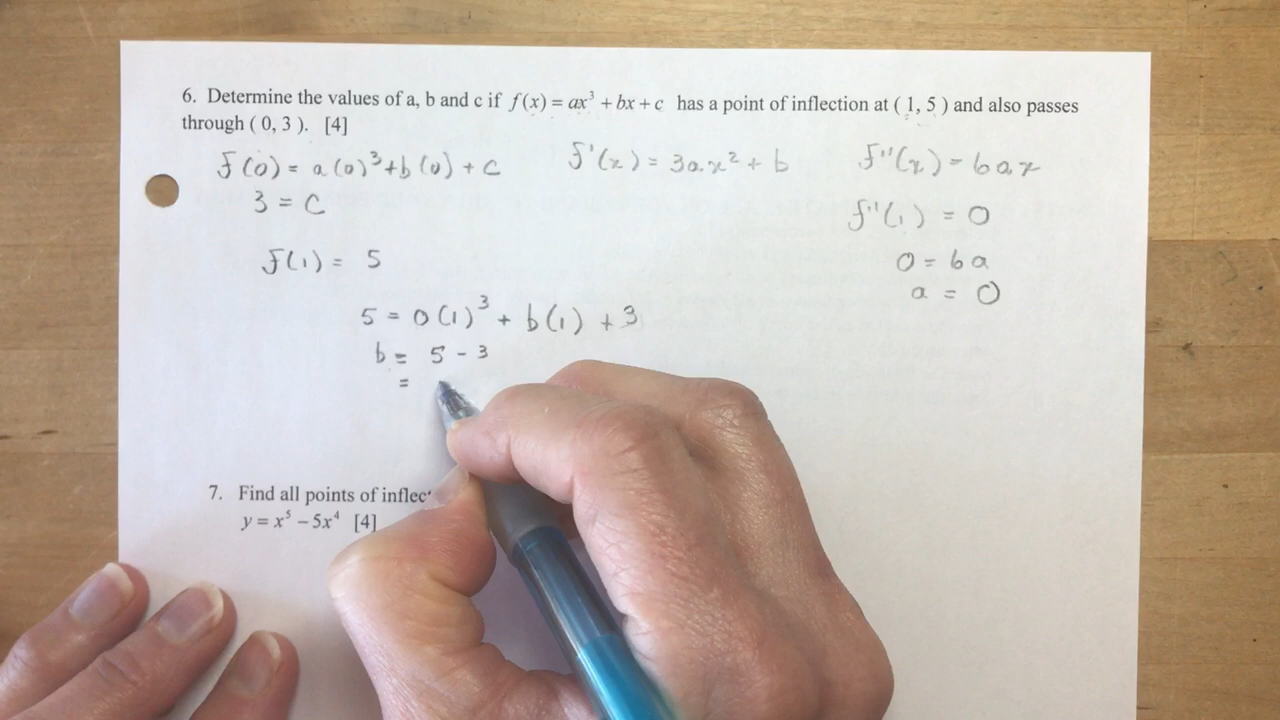 6. Determine the values of a, b and c if f(x) = ax³ + bx + c has a point of inflection at ( 1, 5 ) and also passes
through ( 0, 3 ). [4]
f(0) = a(0)³ + b(0) + c f'(x) = 3ax² + b f''(x) = 6ax
3 = c
f''(1) = 0
f(1) = 5
0 = 6a
a = 0
5 = 0(1)³ + b(1) + 3
b = 5 - 3
=
7. Find all points of
y = x⁵ – 5x⁴ [4]